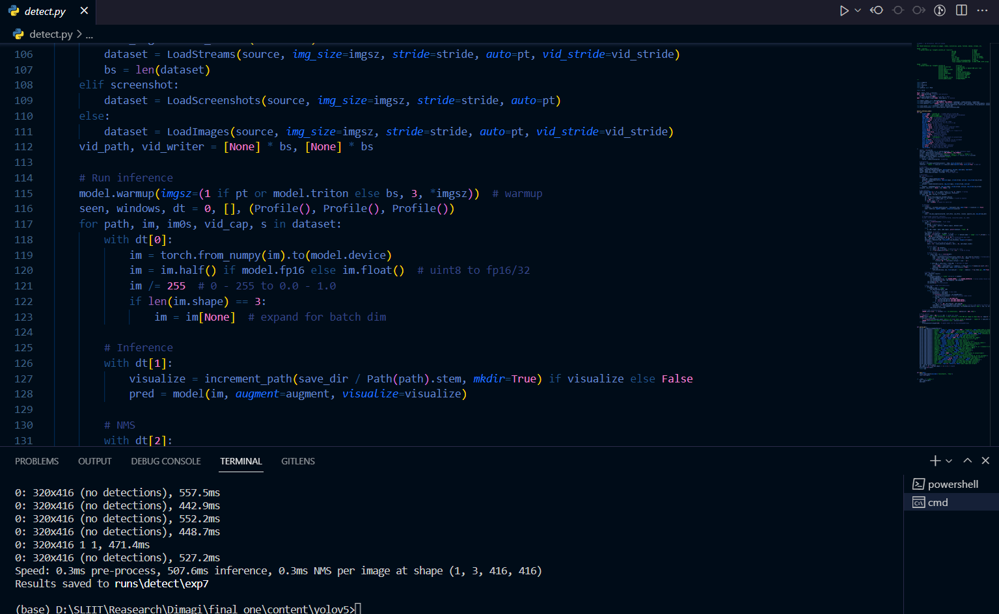 detect.py
detect.py > ...
106 dataset = LoadStreams(source, img_size=imgsz, stride=stride, auto=pt, vid_stride=vid_stride)
107 bs = len(dataset)
108 elif screenshot:
109 dataset = LoadScreenshots(source, img_size=imgsz, stride=stride, auto=pt)
110 else:
111 dataset = LoadImages(source, img_size=imgsz, stride=stride, auto=pt, vid_stride=vid_stride)
112 vid_path, vid_writer = [None] * bs, [None] * bs
113
114 # Run inference
115 model.warmup(imgsz=(1 if pt or model.triton else bs, 3, *imgsz))  # warmup
116 seen, windows, dt = 0, [], (Profile(), Profile(), Profile())
117 for path, im, im0s, vid_cap, s in dataset:
118 with dt[0]:
119 im = torch.from_numpy(im).to(model.device)
120 im = im.half() if model.fp16 else im.float()  # uint8 to fp16/32
121 im /= 255  # 0 - 255 to 0.0 - 1.0
122 if len(im.shape) == 3:
123 im = im[None]  # expand for batch dim
124
125 # Inference
126 with dt[1]:
127 visualize = increment_path(save_dir / Path(path).stem, mkdir=True) if visualize else False
128 pred = model(im, augment=augment, visualize=visualize)
129
130 # NMS
131 with dt[2]:
PROBLEMS OUTPUT DEBUG CONSOLE TERMINAL GITLENS
0: 320x416 (no detections), 557.5ms
0: 320x416 (no detections), 442.9ms
0: 320x416 (no detections), 552.2ms
0: 320x416 (no detections), 448.7ms
0: 320x416 1 1, 471.4ms
0: 320x416 (no detections), 527.2ms
Speed: 0.3ms pre-process, 507.6ms inference, 0.3ms NMS per image at shape (1, 3, 416, 416)
Results saved to runs\detect\exp7
(base) D:\SLIIT\Reasearch\Dimagi\final one\content\yolov5>
powershell
cmd